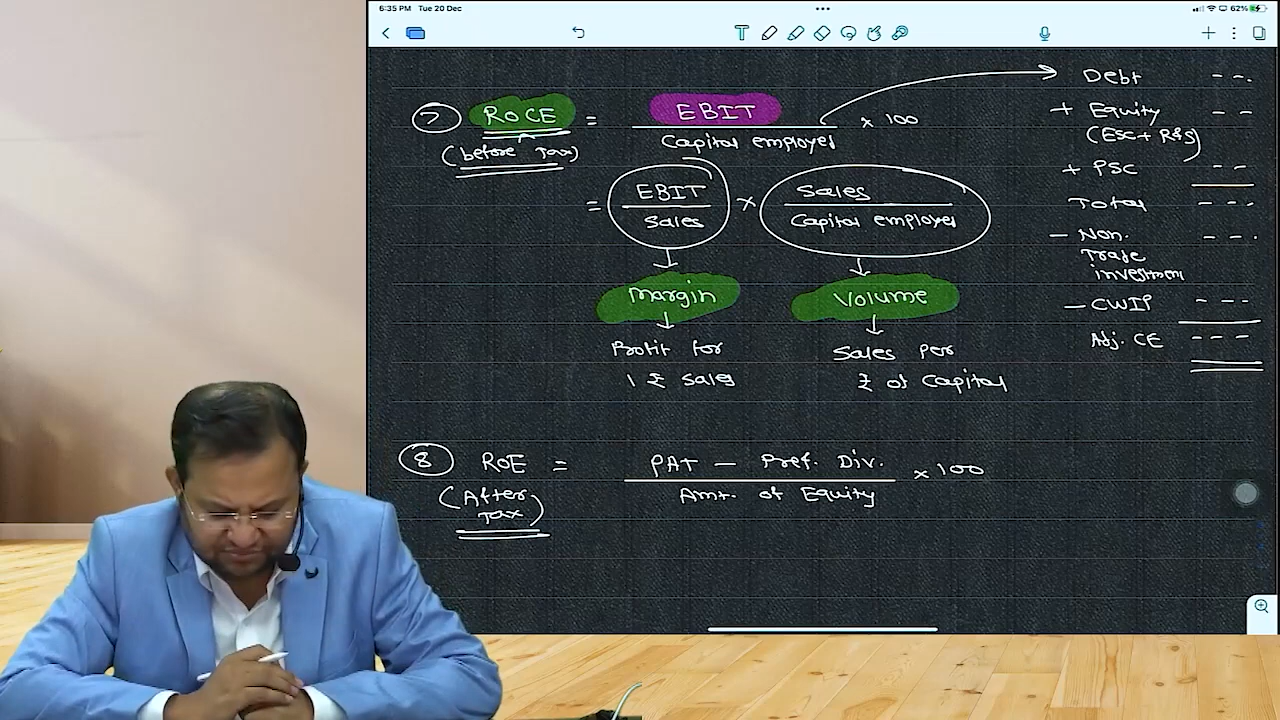 6:35 PM Tue 20 Dec
62%
7 ROCE = EBIT / Capital employed × 100
(before Tax)
= EBIT / Sales × Sales / Capital employed
Margin Volume
Profit for
1 ₹ Sales
Sales per
₹ of Capital
Debt - - -
+ Equity - -
(ESC + R&S)
+ PSC - - -
Total - - -
- Non. - - -
Trade
investment
- CWIP - - -
Adj. CE - - -
8 ROE = PAT - Pref. Div. / Amt. of Equity × 100
(After
Tax)